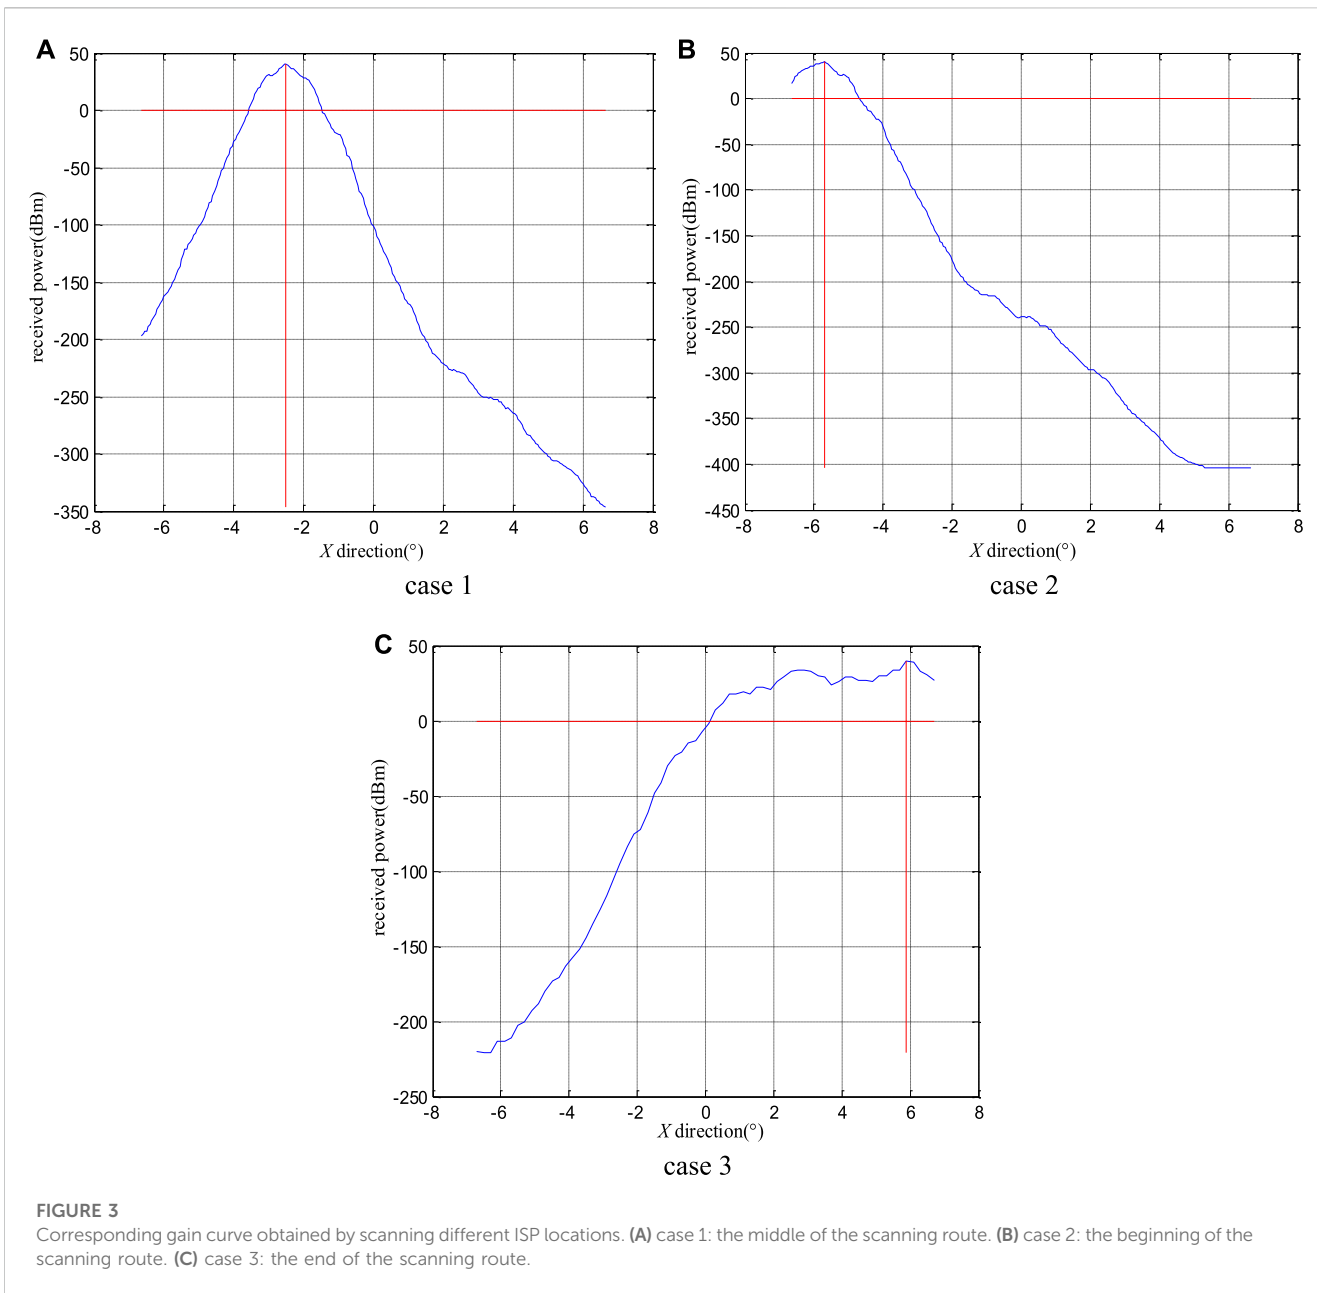 A
50
0
-50
-100
-150
-200
-250
-300
-350
received power(dBm)
-8 -6 -4 -2 0 2 4 6 8
X direction(°)
case 1
B
50
0
-50
-100
-150
-200
-250
-300
-350
-400
-450
received power(dBm)
-8 -6 -4 -2 0 2 4 6 8
X direction(°)
case 2
C
50
0
-50
-100
-150
-200
-250
received power(dBm)
-8 -6 -4 -2 0 2 4 6 8
X direction(°)
case 3
FIGURE 3
Corresponding gain curve obtained by scanning different ISP locations. (A) case 1: the middle of the scanning route. (B) case 2: the beginning of the
scanning route. (C) case 3: the end of the scanning route.